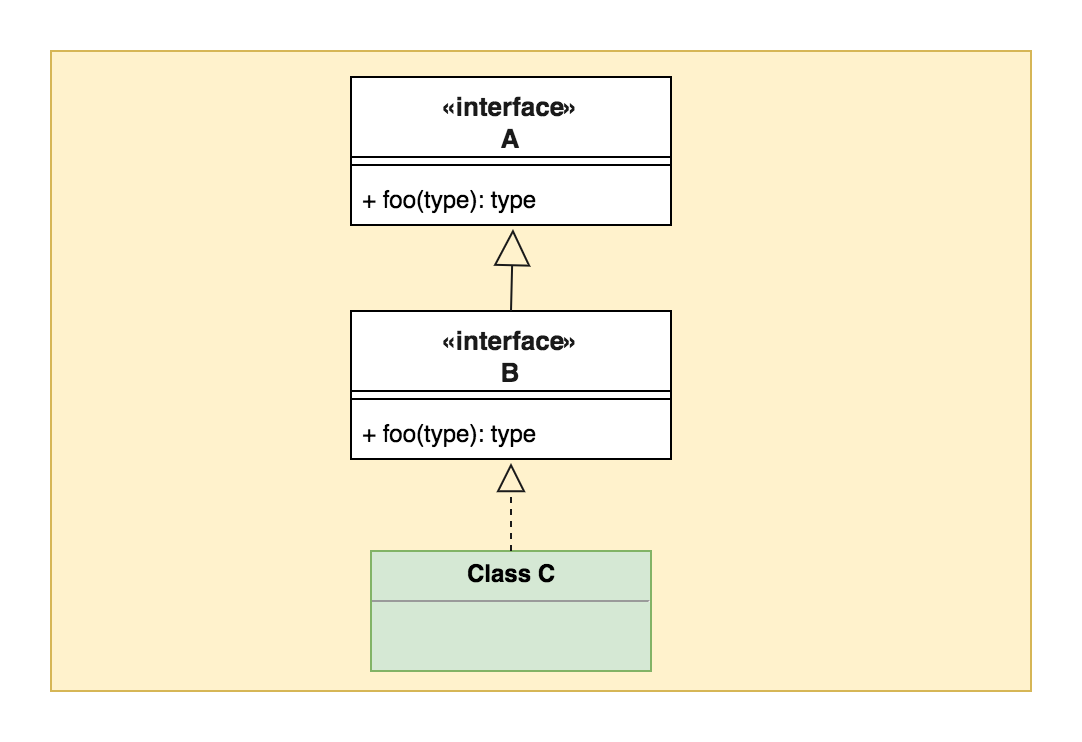 «interface»
A
+ foo(type): type
«interface»
B
+ foo(type): type
Class C